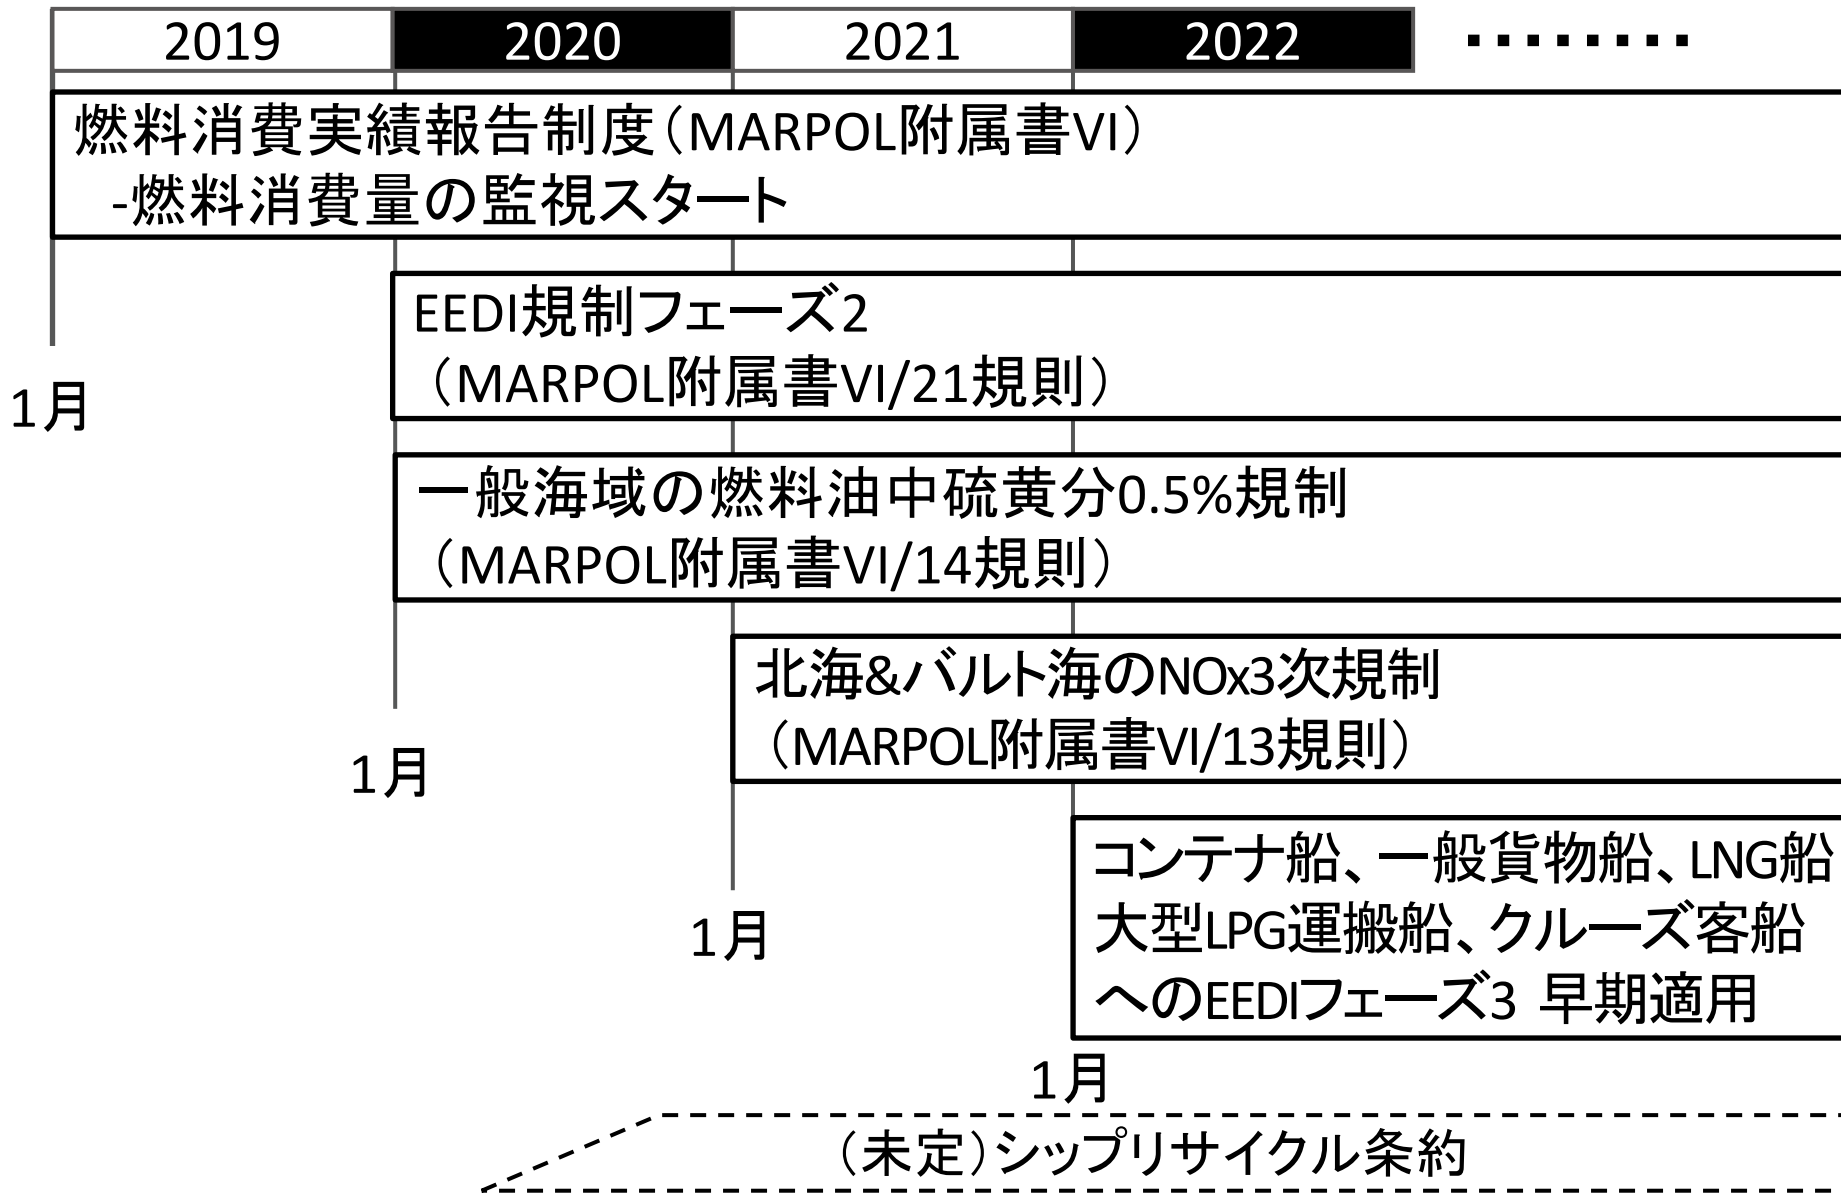 2019 2020 2021 2022 ････････
燃料消費実績報告制度（MARPOL附属書VI）
-燃料消費量の監視スタート
EEDI規制フェーズ2
（MARPOL附属書VI/21規則）
1月
一般海域の燃料油中硫黄分0.5%規制
（MARPOL附属書VI/14規則）
北海&バルト海のNOx3次規制
（MARPOL附属書VI/13規則）
1月
コンテナ船、一般貨物船、LNG船
大型LPG運搬船、クルーズ客船
へのEEDIフェーズ3 早期適用
1月
1月
（未定）シップリサイクル条約